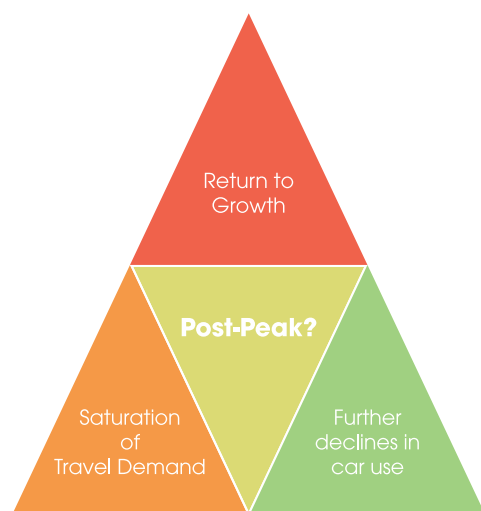 Return to
Growth
Post-Peak?
Saturation
of
Travel Demand
Further
declines in
car use